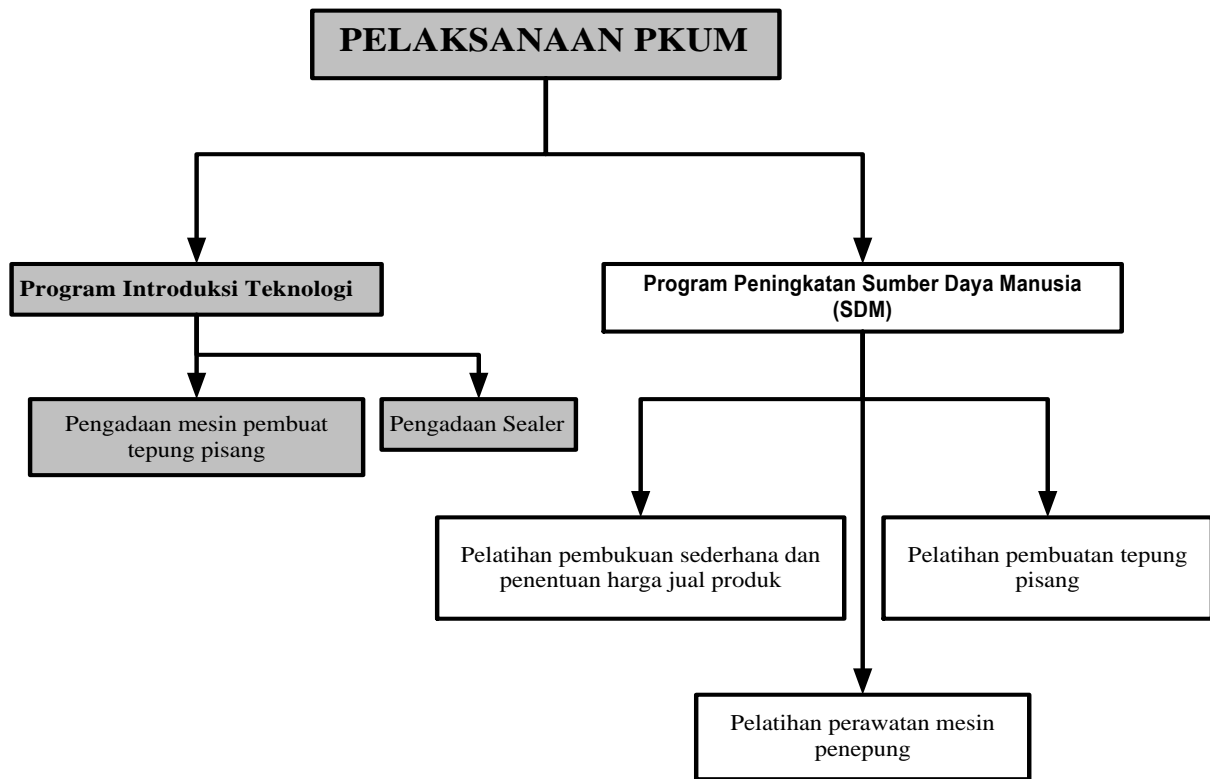 PELAKSANAAN PKUM
Program Introduksi Teknologi
Program Peningkatan Sumber Daya Manusia
(SDM)
Pengadaan mesin pembuat
tepung pisang
Pengadaan Sealer
Pelatihan pembukuan sederhana dan
penentuan harga jual produk
Pelatihan pembuatan tepung
pisang
Pelatihan perawatan mesin
penepung